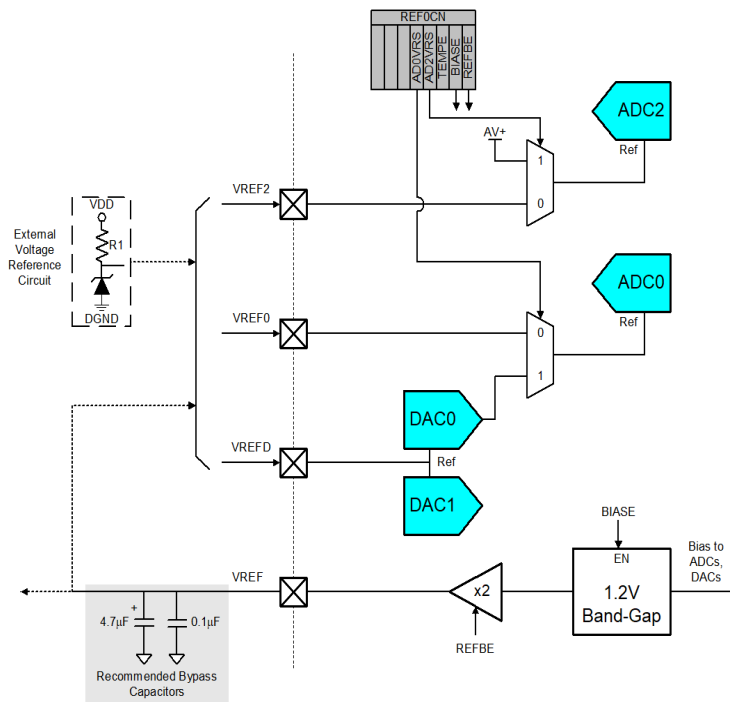 REF0CN
AD0VRS
AD2VRS
TEMPE
BIASE
REFBE
ADC2
Ref
AV+
1
0
VREF2
VDD
R1
DGND
External
Voltage
Reference
Circuit
ADC0
Ref
VREF0
0
1
DAC0
VREFD
Ref
DAC1
BIASE
EN
1.2V
Band-Gap
Bias to
ADCs,
DACs
VREF
x2
REFBE
+
4.7µF
0.1µF
Recommended Bypass
Capacitors